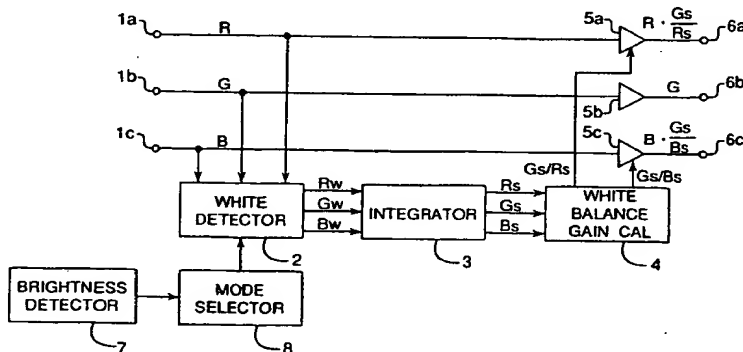 1a
R
5a
R · Gs/Rs
6a
1b
G
5b
G
6b
1c
B
5c
B · Gs/Bs
6c
Gs/Rs
Gs/Bs
WHITE
DETECTOR
2
Rw
Gw
Bw
INTEGRATOR
3
Rs
Gs
Bs
WHITE
BALANCE
GAIN CAL
4
BRIGHTNESS
DETECTOR
7
MODE
SELECTOR
8